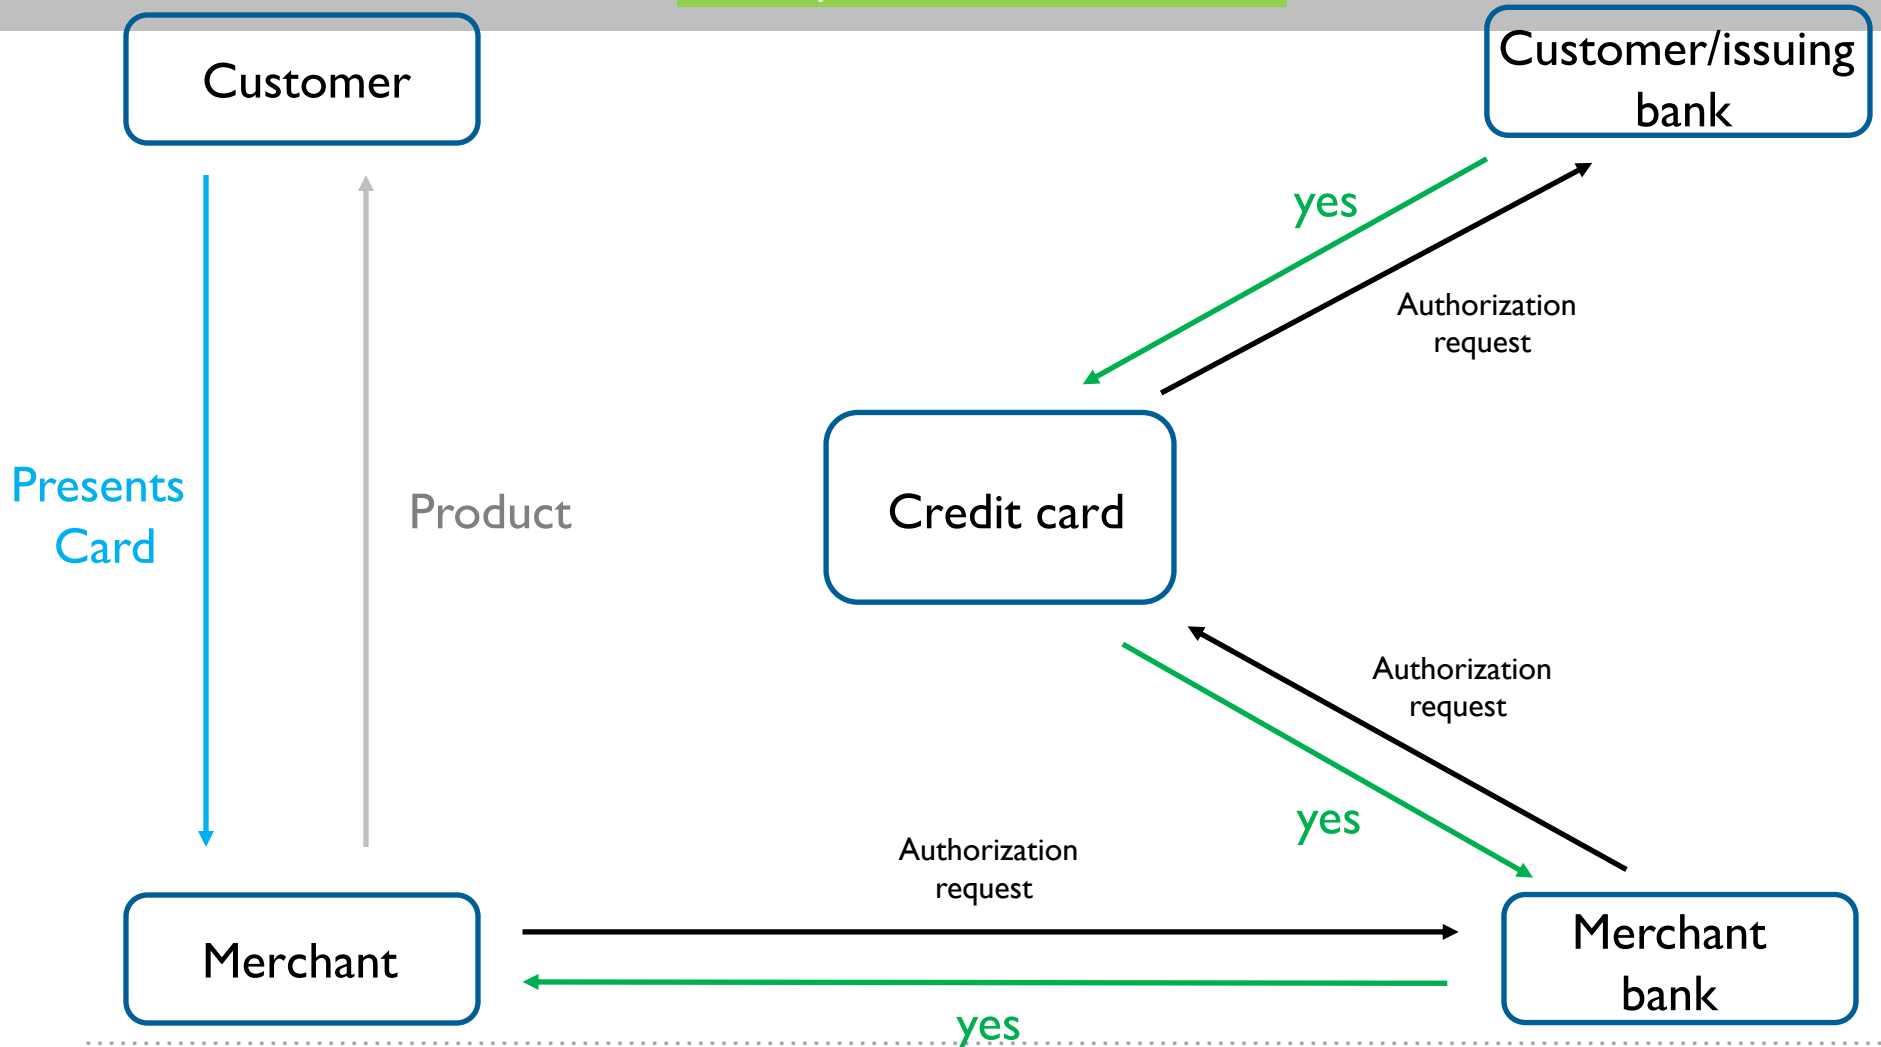 Customer
Customer/issuing
bank
yes
Authorization
request
Presents
Card
Product
Credit card
Authorization
request
yes
Authorization
request
Merchant
Merchant
bank
yes